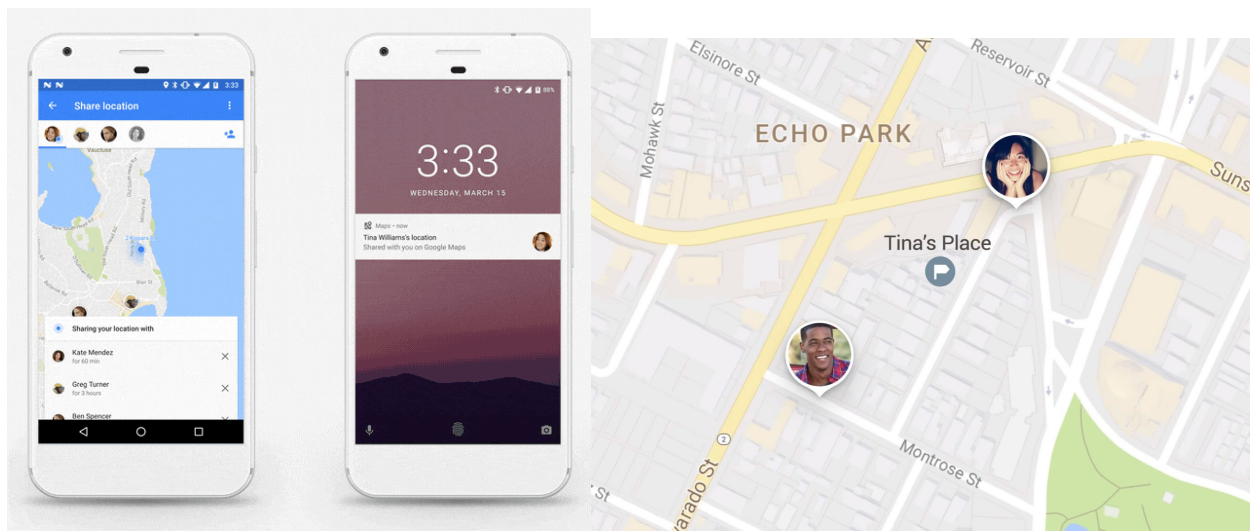 3:33
Share location
Vaucluse
Sharing your location with
Kate Mendez
for 60 min
Greg Turner
for 3 hours
Ben Spencer
88%
3:33
WEDNESDAY, MARCH 15
Maps • now
Tina Williams's location
Shared with you on Google Maps
Elsinore St
Reservoir St
Mohawk St
ECHO PARK
Suns
Tina's Place
2
Montrose St
varado St
St